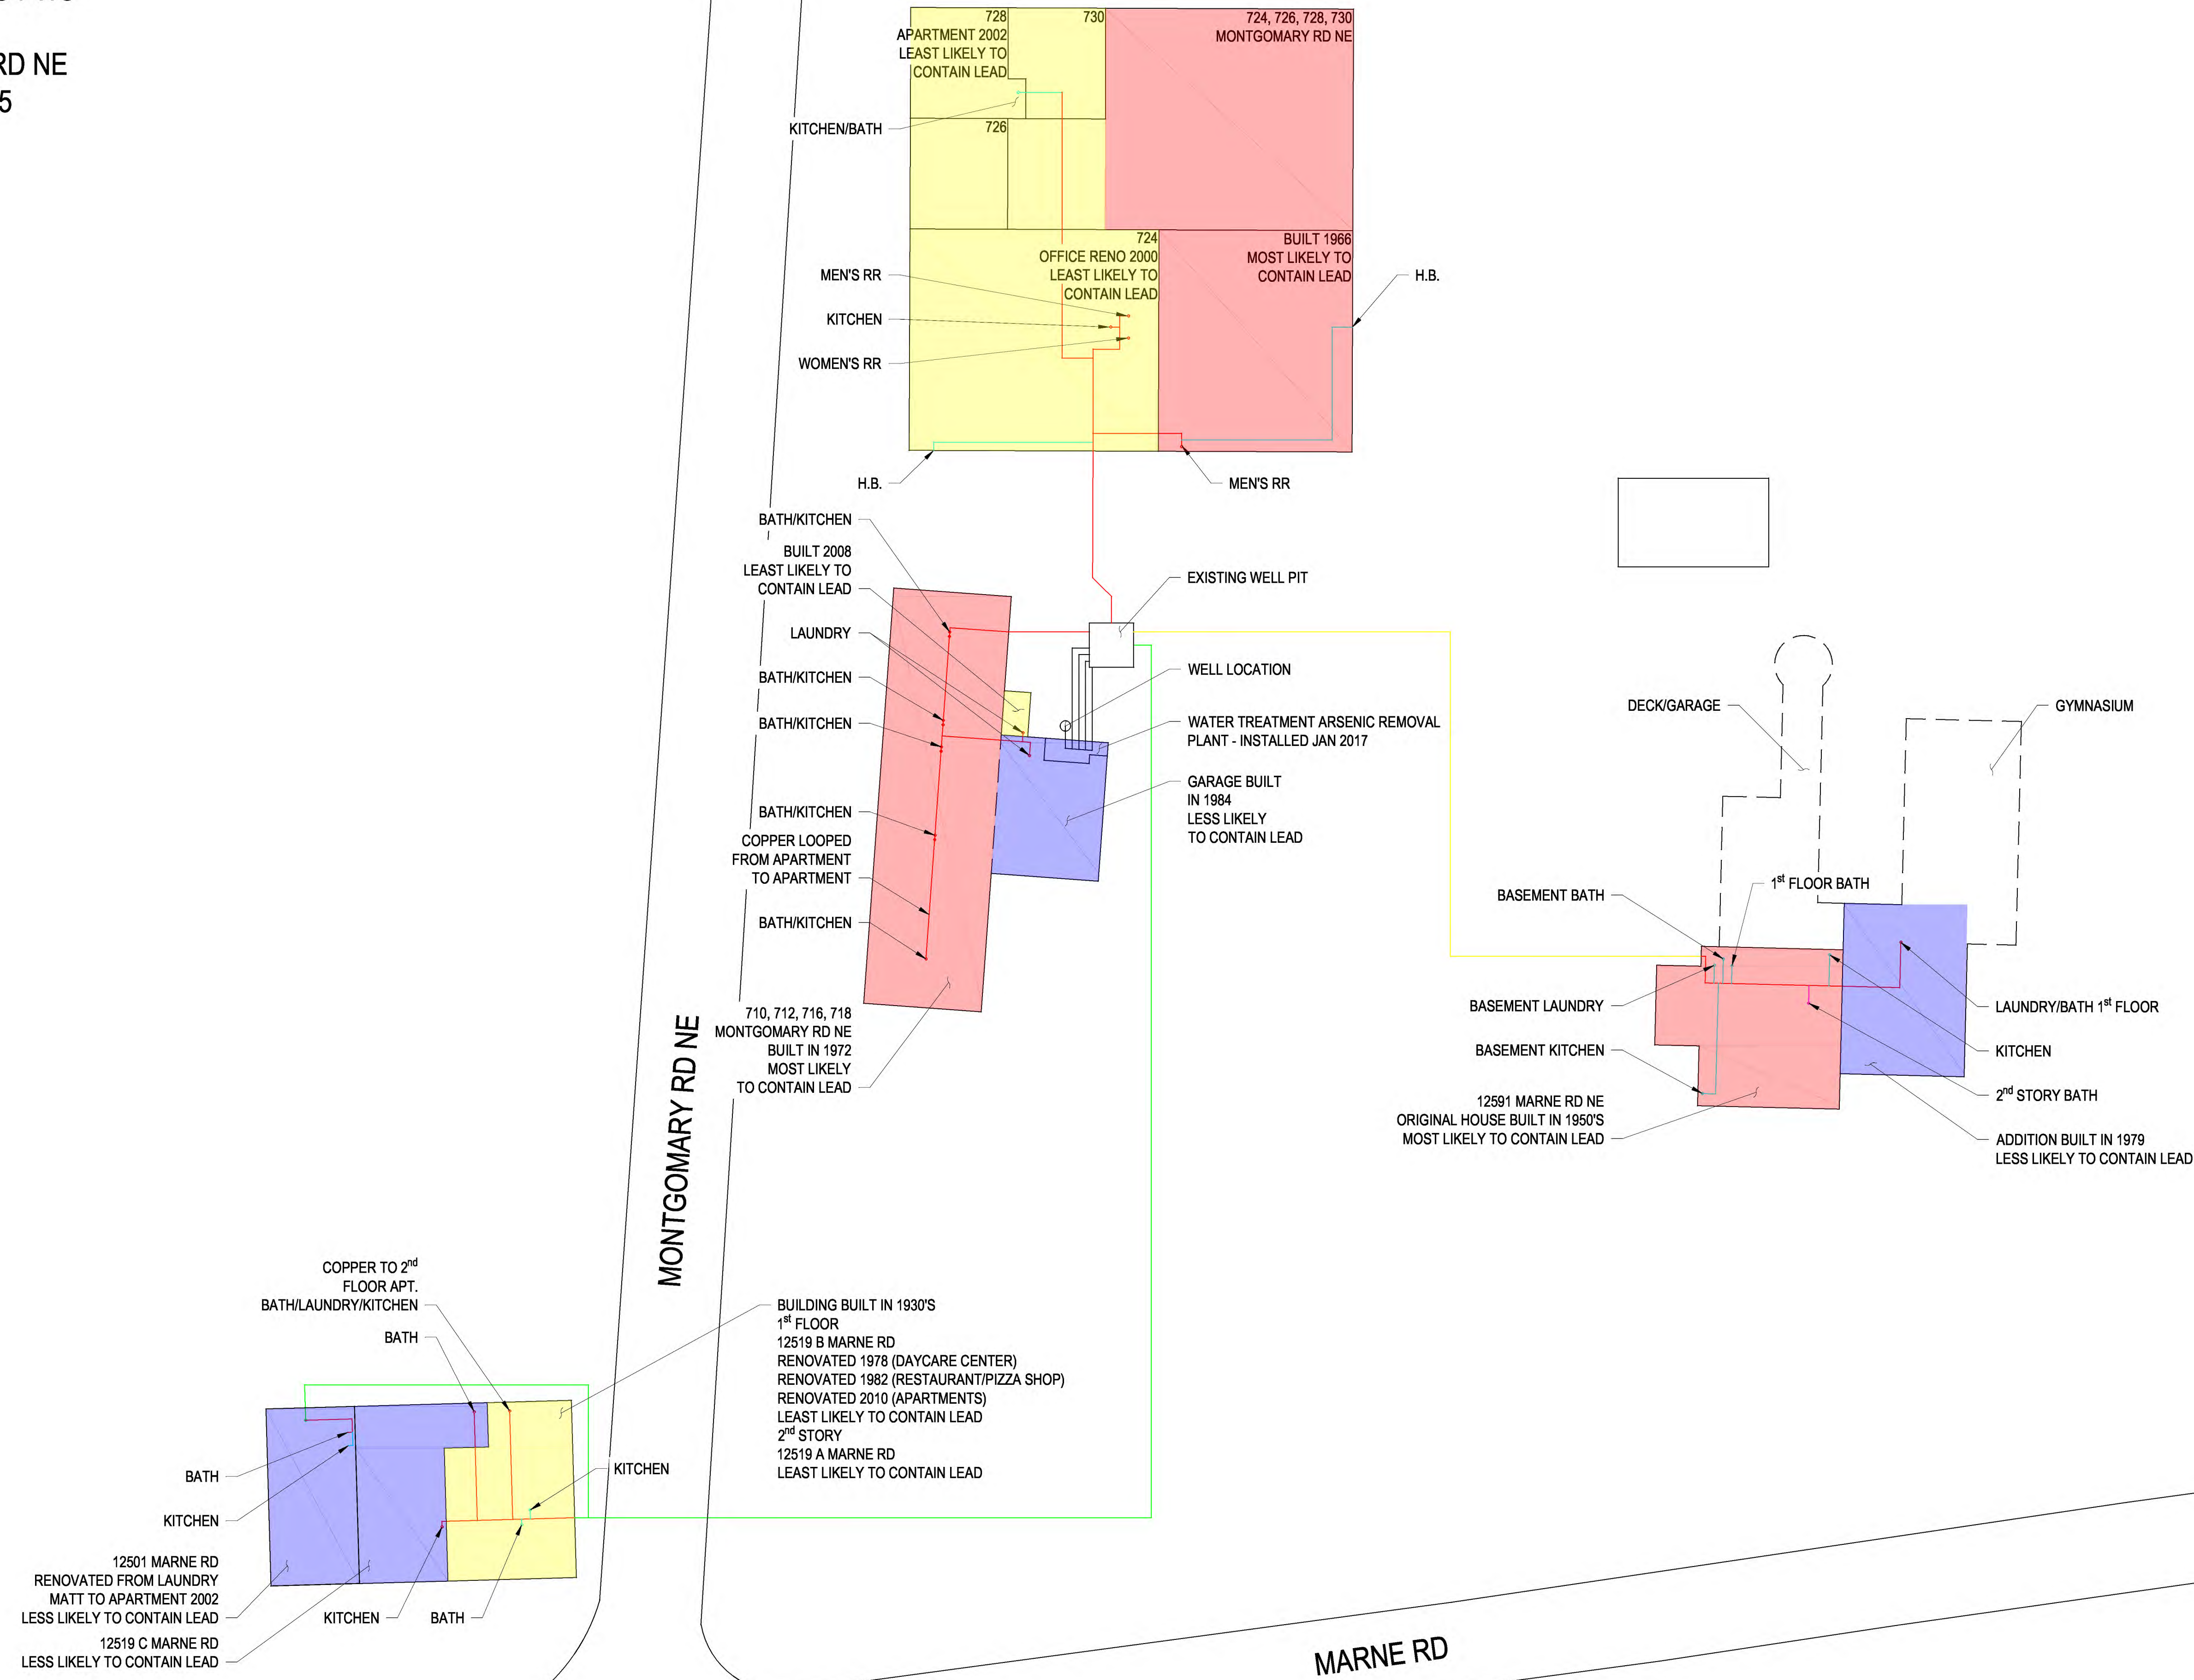 RD NE
5
728
APARTMENT 2002
LEAST LIKELY TO
CONTAIN LEAD
730
724, 726, 728, 730
MONTGOMARY RD NE
KITCHEN/BATH
726
724
OFFICE RENO 2000
LEAST LIKELY TO
CONTAIN LEAD
BUILT 1966
MOST LIKELY TO
CONTAIN LEAD
MEN'S RR
KITCHEN
WOMEN'S RR
H.B.
H.B.
MEN'S RR
BATH/KITCHEN
BUILT 2008
LEAST LIKELY TO
CONTAIN LEAD
LAUNDRY
BATH/KITCHEN
BATH/KITCHEN
BATH/KITCHEN
COPPER LOOPED
FROM APARTMENT
TO APARTMENT
BATH/KITCHEN
710, 712, 716, 718
MONTGOMARY RD NE
BUILT IN 1972
MOST LIKELY
TO CONTAIN LEAD
EXISTING WELL PIT
WELL LOCATION
WATER TREATMENT ARSENIC REMOVAL
PLANT - INSTALLED JAN 2017
GARAGE BUILT
IN 1984
LESS LIKELY
TO CONTAIN LEAD
DECK/GARAGE
GYMNASIUM
1st FLOOR BATH
BASEMENT BATH
BASEMENT LAUNDRY
BASEMENT KITCHEN
12591 MARNE RD NE
ORIGINAL HOUSE BUILT IN 1950'S
MOST LIKELY TO CONTAIN LEAD
LAUNDRY/BATH 1st FLOOR
KITCHEN
2nd STORY BATH
ADDITION BUILT IN 1979
LESS LIKELY TO CONTAIN LEAD
MONTGOMARY RD NE
COPPER TO 2nd
FLOOR APT.
BATH/LAUNDRY/KITCHEN
BATH
BUILDING BUILT IN 1930'S
1st FLOOR
12519 B MARNE RD
RENOVATED 1978 (DAYCARE CENTER)
RENOVATED 1982 (RESTAURANT/PIZZA SHOP)
RENOVATED 2010 (APARTMENTS)
LEAST LIKELY TO CONTAIN LEAD
2nd STORY
12519 A MARNE RD
LEAST LIKELY TO CONTAIN LEAD
KITCHEN
BATH
KITCHEN
12501 MARNE RD
RENOVATED FROM LAUNDRY
MATT TO APARTMENT 2002
LESS LIKELY TO CONTAIN LEAD
12519 C MARNE RD
LESS LIKELY TO CONTAIN LEAD
KITCHEN
BATH
MARNE RD